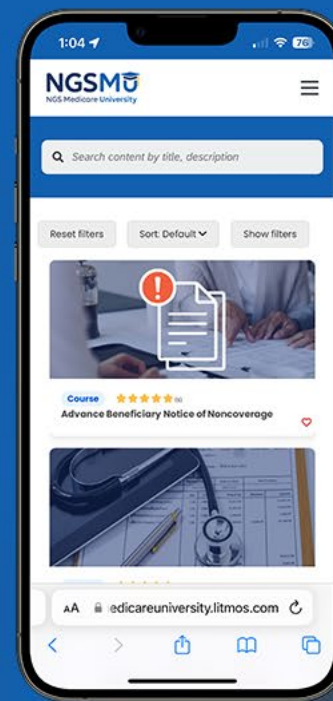 1:04
76
NGSMU
NGS Medicare University
Search content by title, description
Reset filters
Sort: Default
Show filters
!
Course
Advance Beneficiary Notice of Noncoverage
AA
edicareuniversity.litmos.com